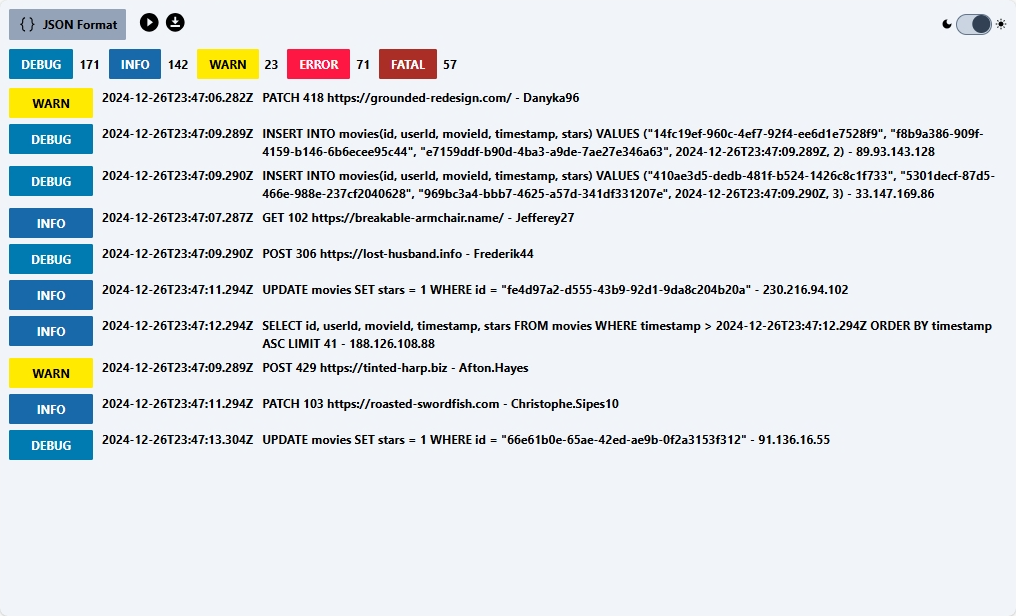 { } JSON Format
DEBUG 171 INFO 142 WARN 23 ERROR 71 FATAL 57
WARN 2024-12-26T23:47:06.282Z PATCH 418 https://grounded-redesign.com/ - Danyka96
DEBUG 2024-12-26T23:47:09.289Z INSERT INTO movies(id, userId, movieId, timestamp, stars) VALUES ("14fc19ef-960c-4ef7-92f4-ee6d1e7528f9", "f8b9a386-909f-
4159-b146-6b6ecee95c44", "e7159ddf-b90d-4ba3-a9de-7ae27e346a63", 2024-12-26T23:47:09.289Z, 2) - 89.93.143.128
DEBUG 2024-12-26T23:47:09.290Z INSERT INTO movies(id, userId, movieId, timestamp, stars) VALUES ("410ae3d5-dedb-481f-b524-1426c8c1f733", "5301decf-87d5-
466e-988e-237cf2040628", "969bc3a4-bbb7-4625-a57d-341df331207e", 2024-12-26T23:47:09.290Z, 3) - 33.147.169.86
INFO 2024-12-26T23:47:07.287Z GET 102 https://breakable-armchair.name/ - Jefferey27
DEBUG 2024-12-26T23:47:09.290Z POST 306 https://lost-husband.info - Frederik44
INFO 2024-12-26T23:47:11.294Z UPDATE movies SET stars = 1 WHERE id = "fe4d97a2-d555-43b9-92d1-9da8c204b20a" - 230.216.94.102
INFO 2024-12-26T23:47:12.294Z SELECT id, userId, movieId, timestamp, stars FROM movies WHERE timestamp > 2024-12-26T23:47:12.294Z ORDER BY timestamp
ASC LIMIT 41 - 188.126.108.88
WARN 2024-12-26T23:47:09.289Z POST 429 https://tinted-harp.biz - Afton.Hayes
INFO 2024-12-26T23:47:11.294Z PATCH 103 https://roasted-swordfish.com - Christophe.Sipes10
DEBUG 2024-12-26T23:47:13.304Z UPDATE movies SET stars = 1 WHERE id = "66e61b0e-65ae-42ed-ae9b-0f2a3153f312" - 91.136.16.55